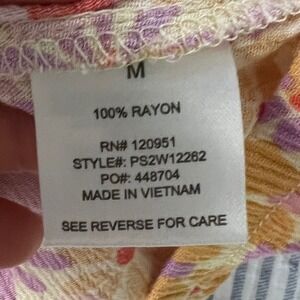 M
100% RAYON
RN# 120951
STYLE#: PS2W12262
PO#: 448704
MADE IN VIETNAM
SEE REVERSE FOR CARE